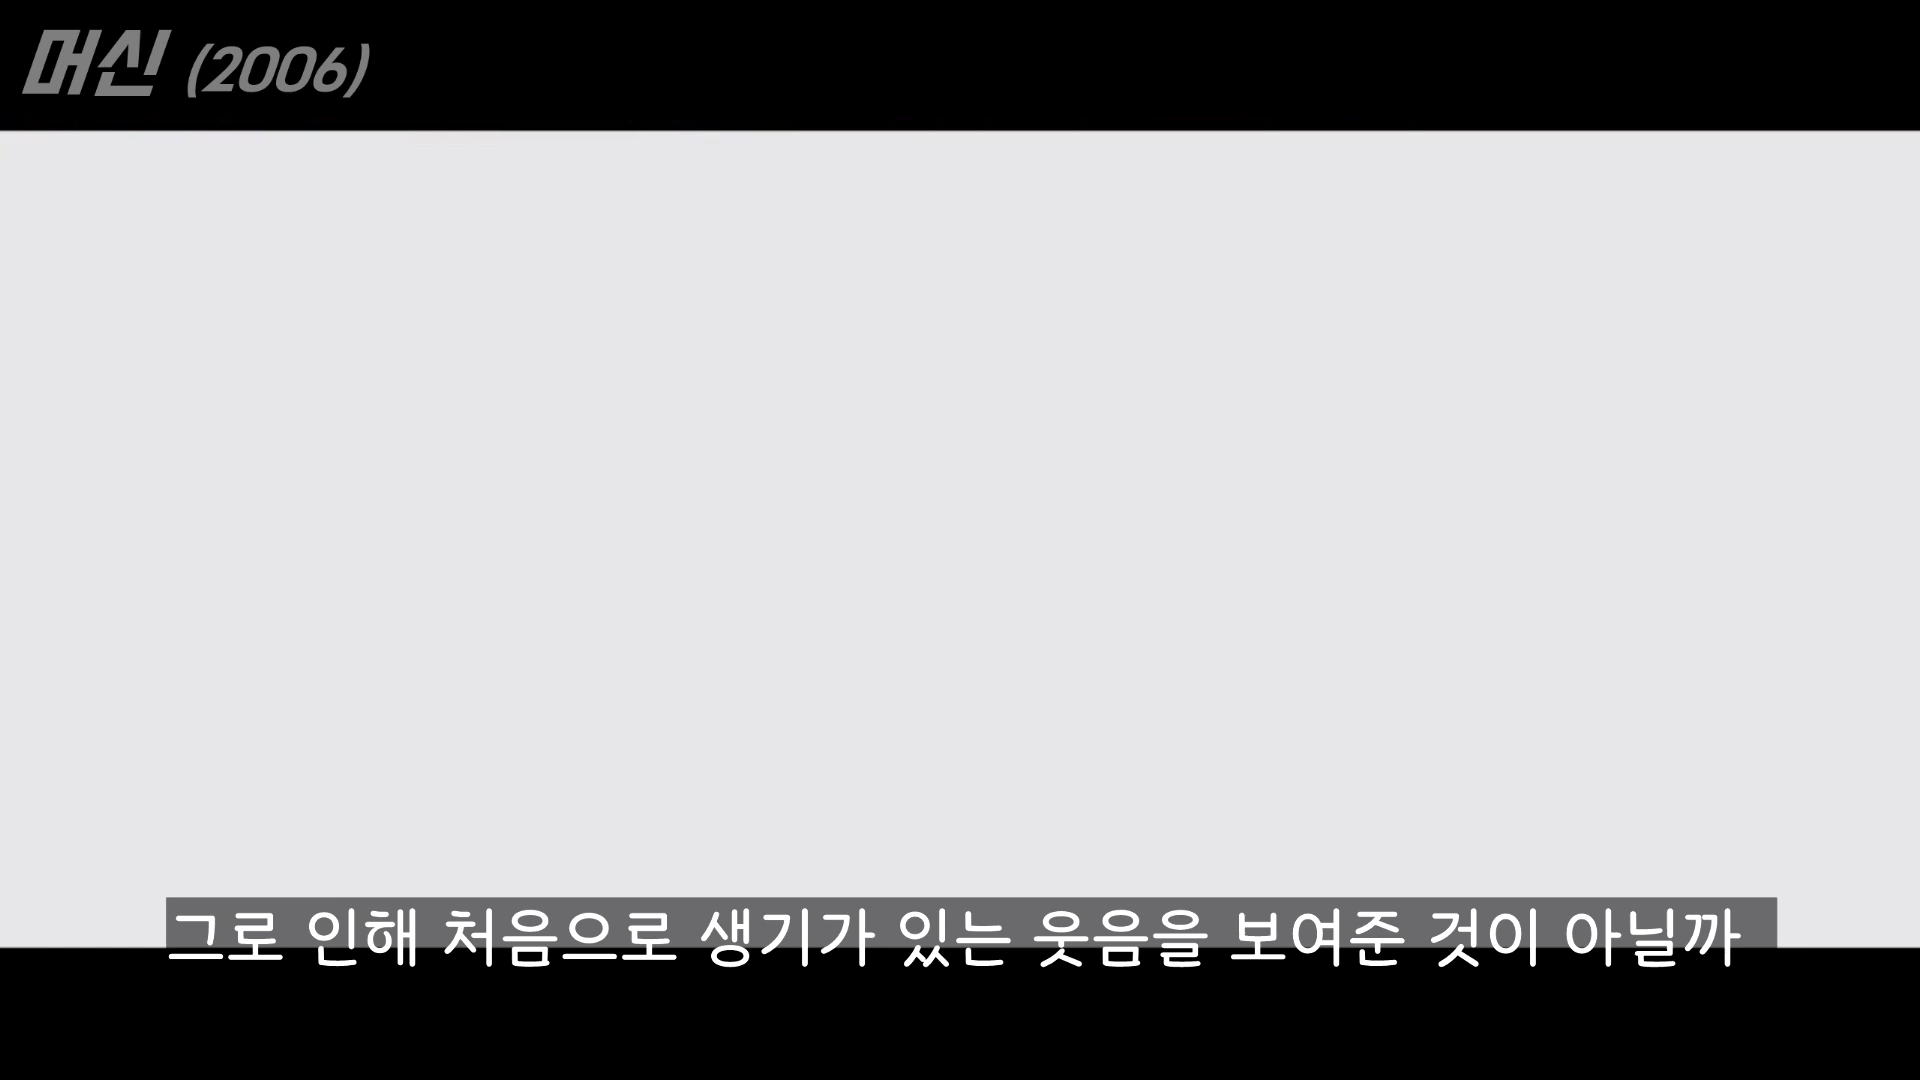 머신 (2006)
그로 인해 처음으로 생기가 있는 웃음을 보여준 것이 아닐까